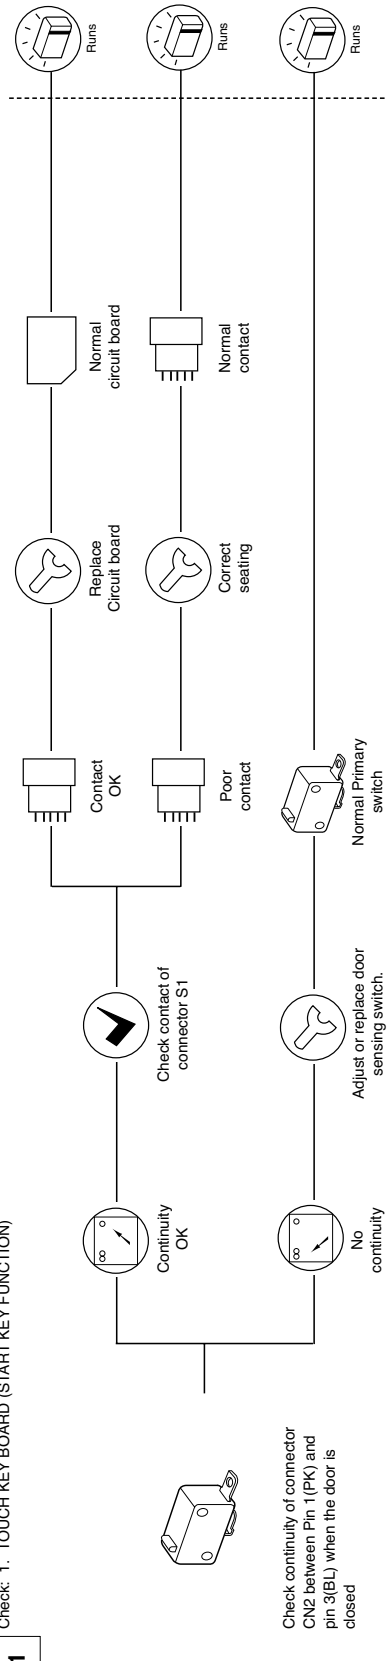 1
Check: 1. TOUCH KEY BOARD (START KEY FUNCTION)
Check continuity of connector
CN2 between Pin 1(PK) and
pin 3(BL) when the door is
closed
Continuity
OK
Check contact of
connector S1
Contact
OK
Replace
Circuit board
Normal
circuit board
Runs
Poor
contact
Correct
seating
Normal
contact
Runs
No
continuity
Adjust or replace door
sensing switch.
Normal Primary
switch
Runs